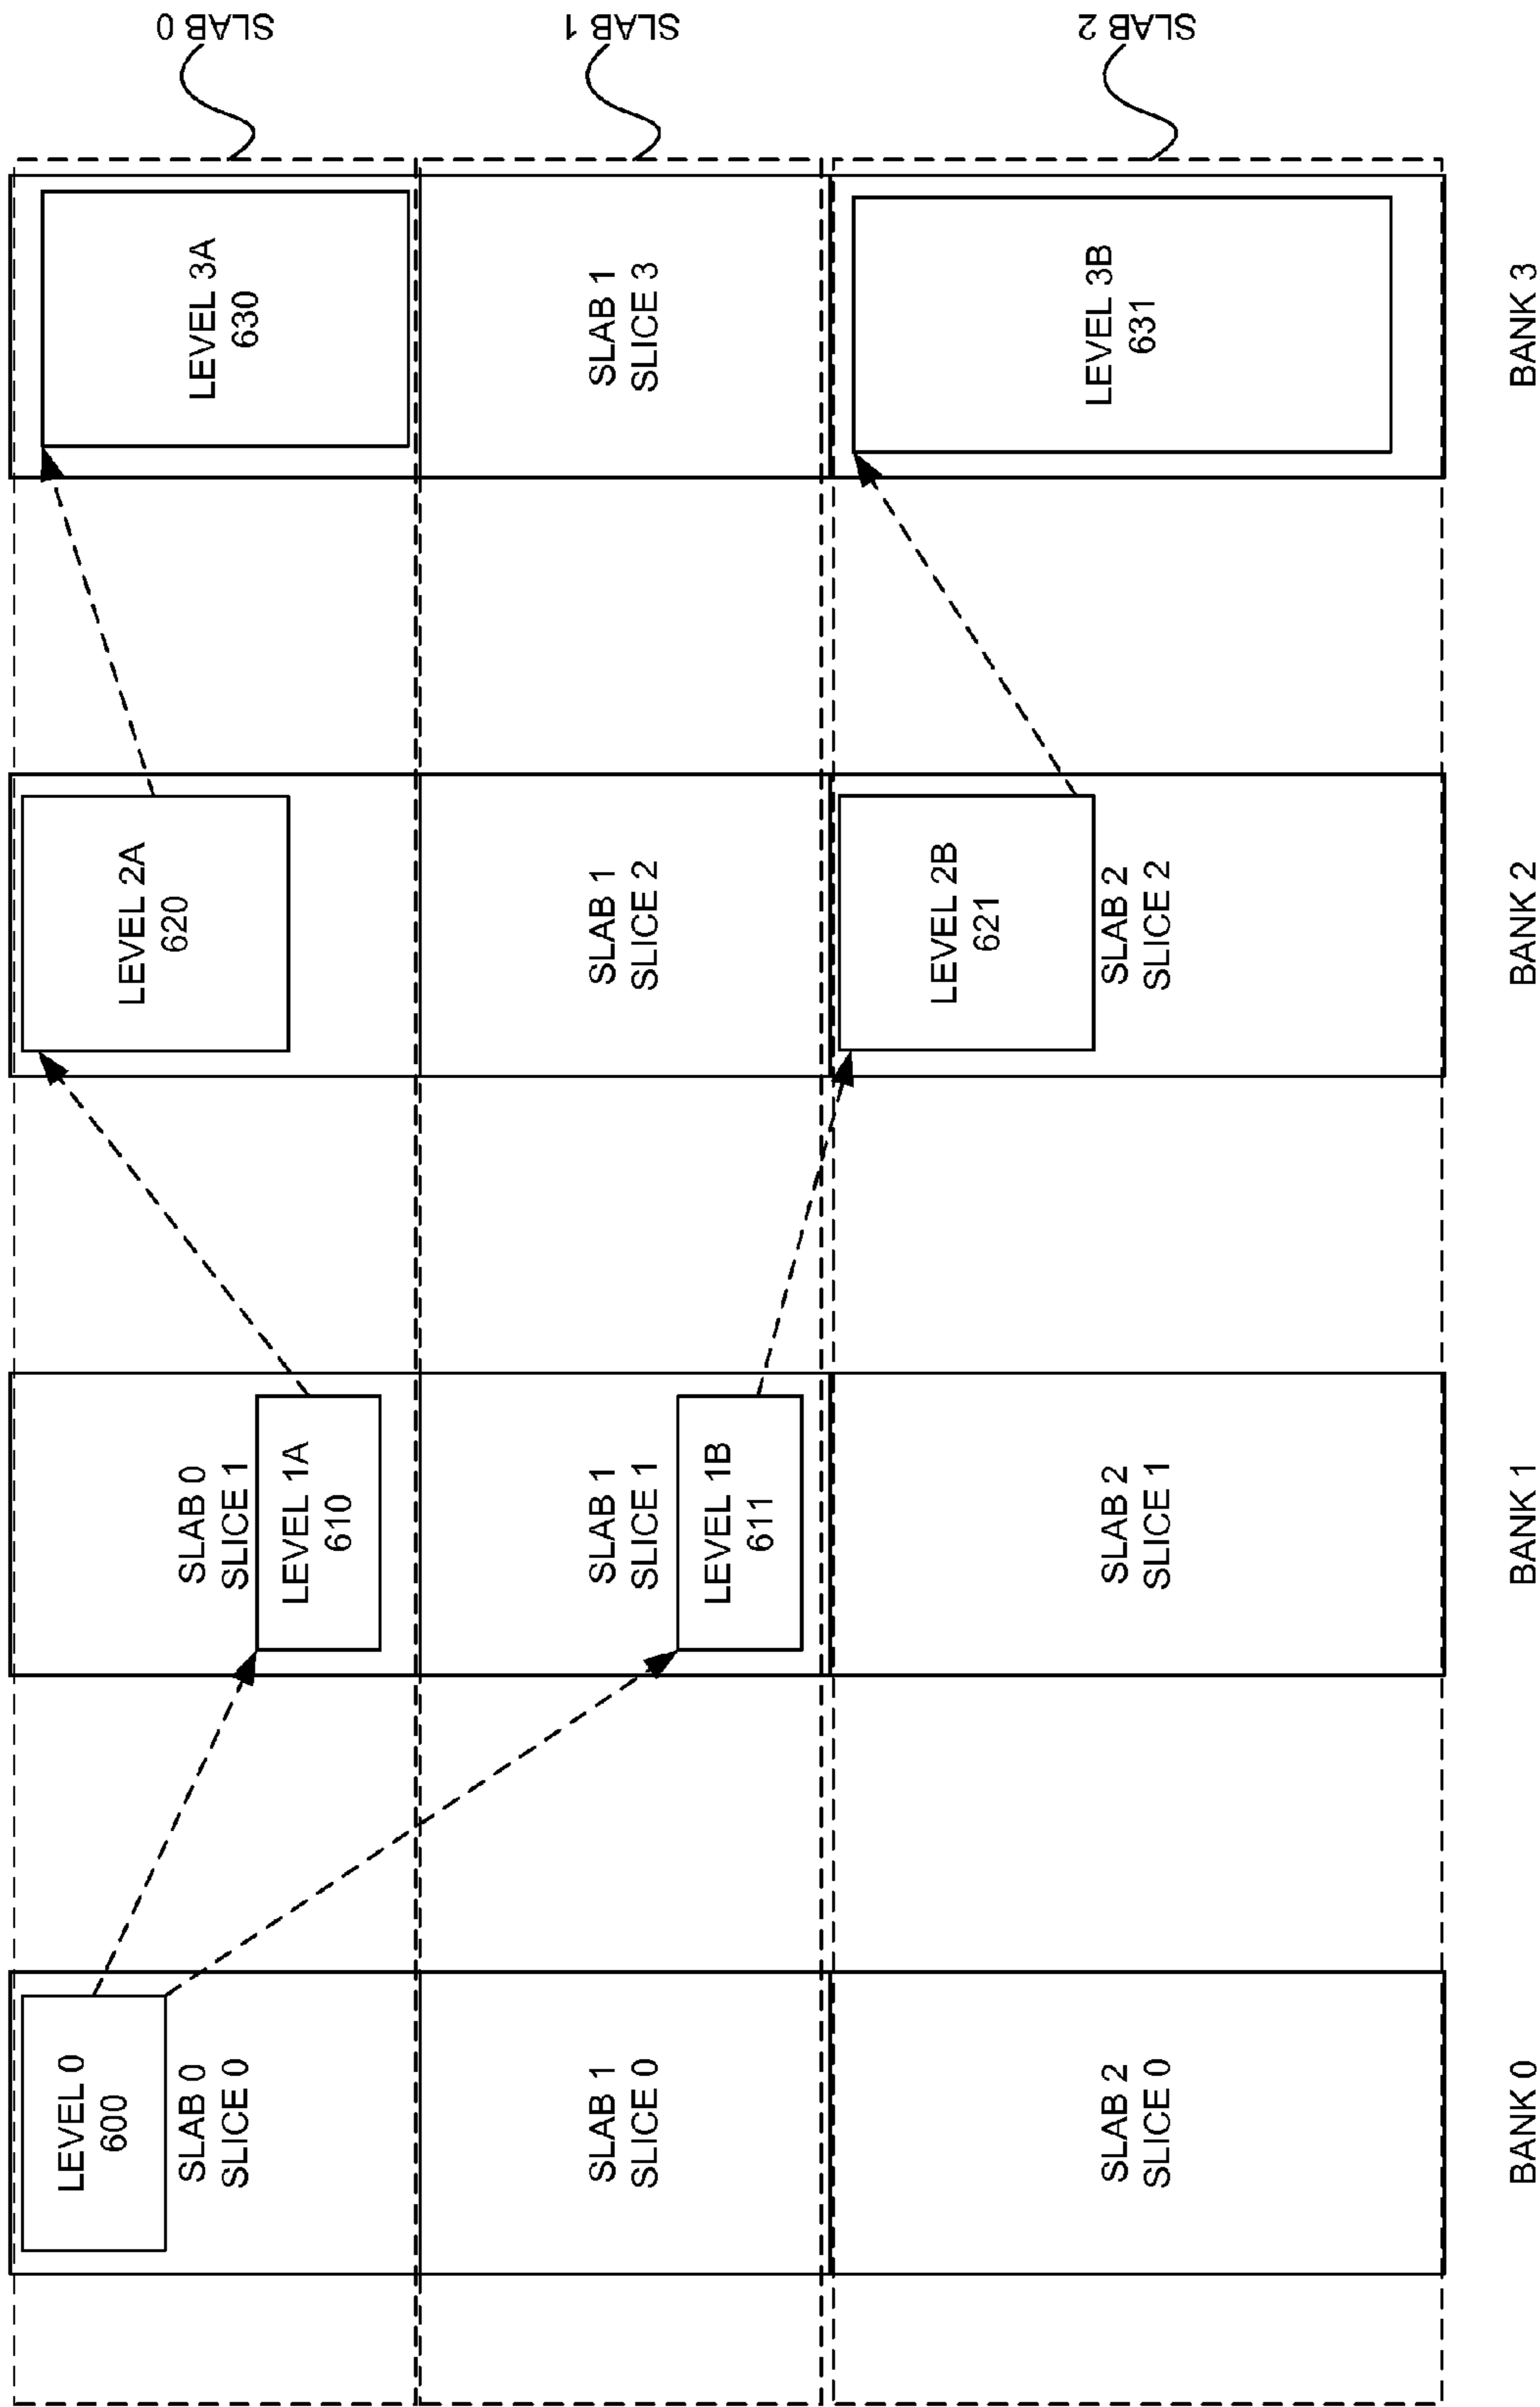 LEVEL 0
600
SLAB 0
SLICE 0
SLAB 1
SLICE 0
SLAB 2
SLICE 0
BANK 0
SLAB 0
SLICE 1
LEVEL 1A
610
SLAB 1
SLICE 1
LEVEL 1B
611
SLAB 2
SLICE 1
BANK 1
LEVEL 2A
620
SLAB 1
SLICE 2
LEVEL 2B
621
SLAB 2
SLICE 2
BANK 2
LEVEL 3A
630
SLAB 1
SLICE 3
LEVEL 3B
631
BANK 3
SLAB 0
SLAB 1
SLAB 2